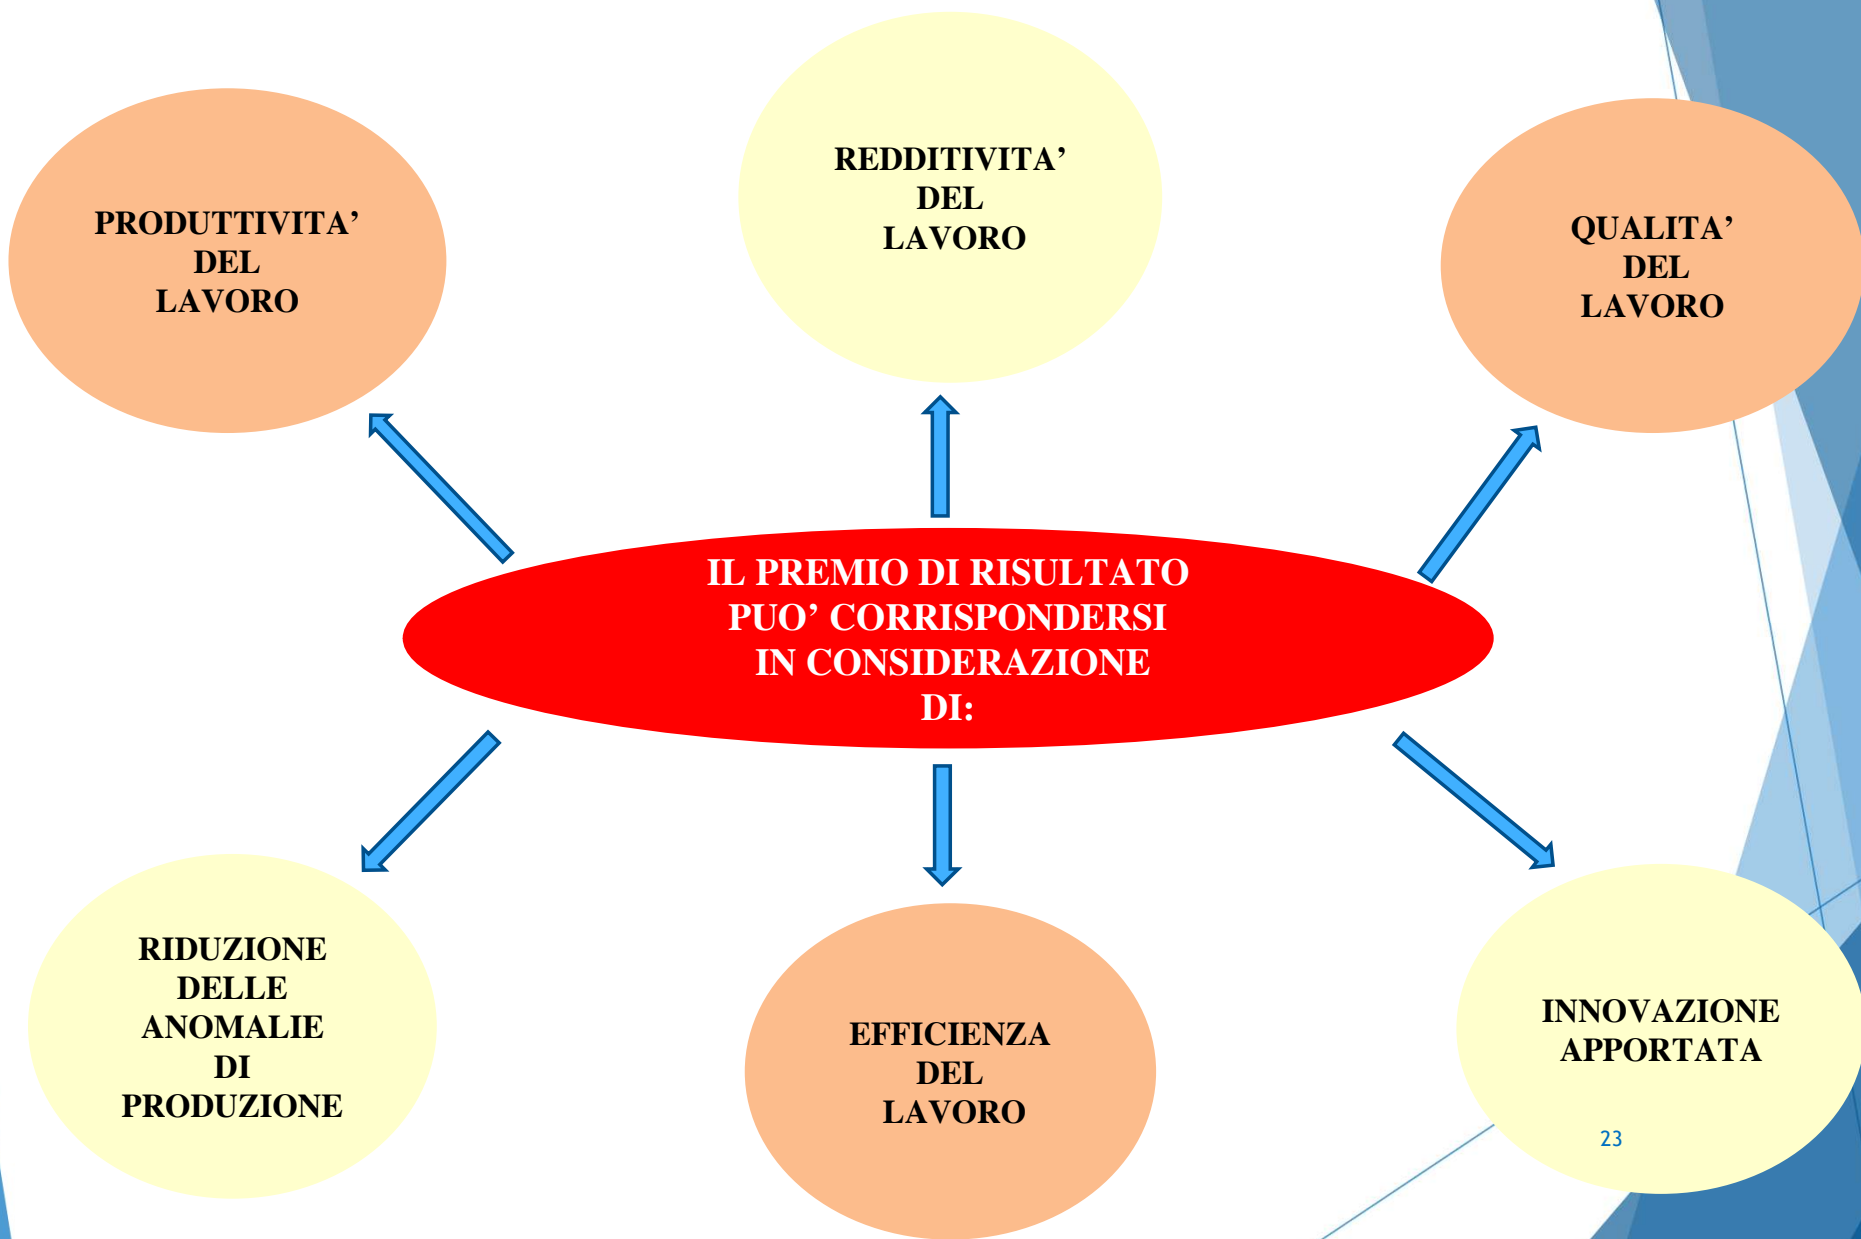 PRODUTTIVITA’
DEL
LAVORO
REDDITIVITA’
DEL
LAVORO
QUALITA’
DEL
LAVORO
IL PREMIO DI RISULTATO
PUO’ CORRISPONDERSI
IN CONSIDERAZIONE
DI:
RIDUZIONE
DELLE
ANOMALIE
DI
PRODUZIONE
EFFICIENZA
DEL
LAVORO
INNOVAZIONE
APPORTATA
23